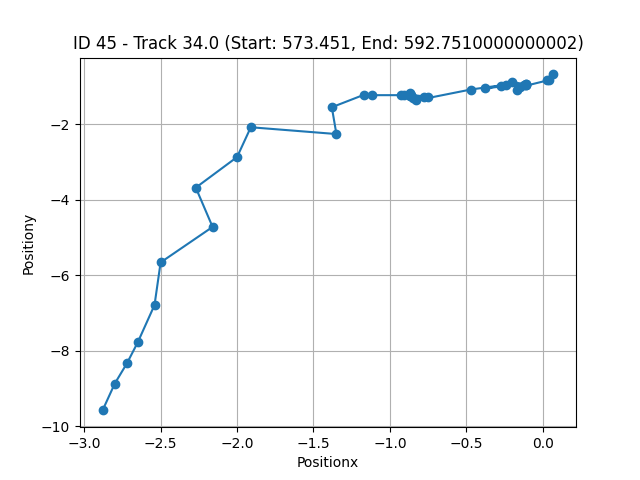 ID 45 - Track 34.0 (Start: 573.451, End: 592.7510000000002)
−2
−4
−6
−8
−10
Positiony
−3.0 −2.5 −2.0 −1.5 −1.0 −0.5 0.0
Positionx